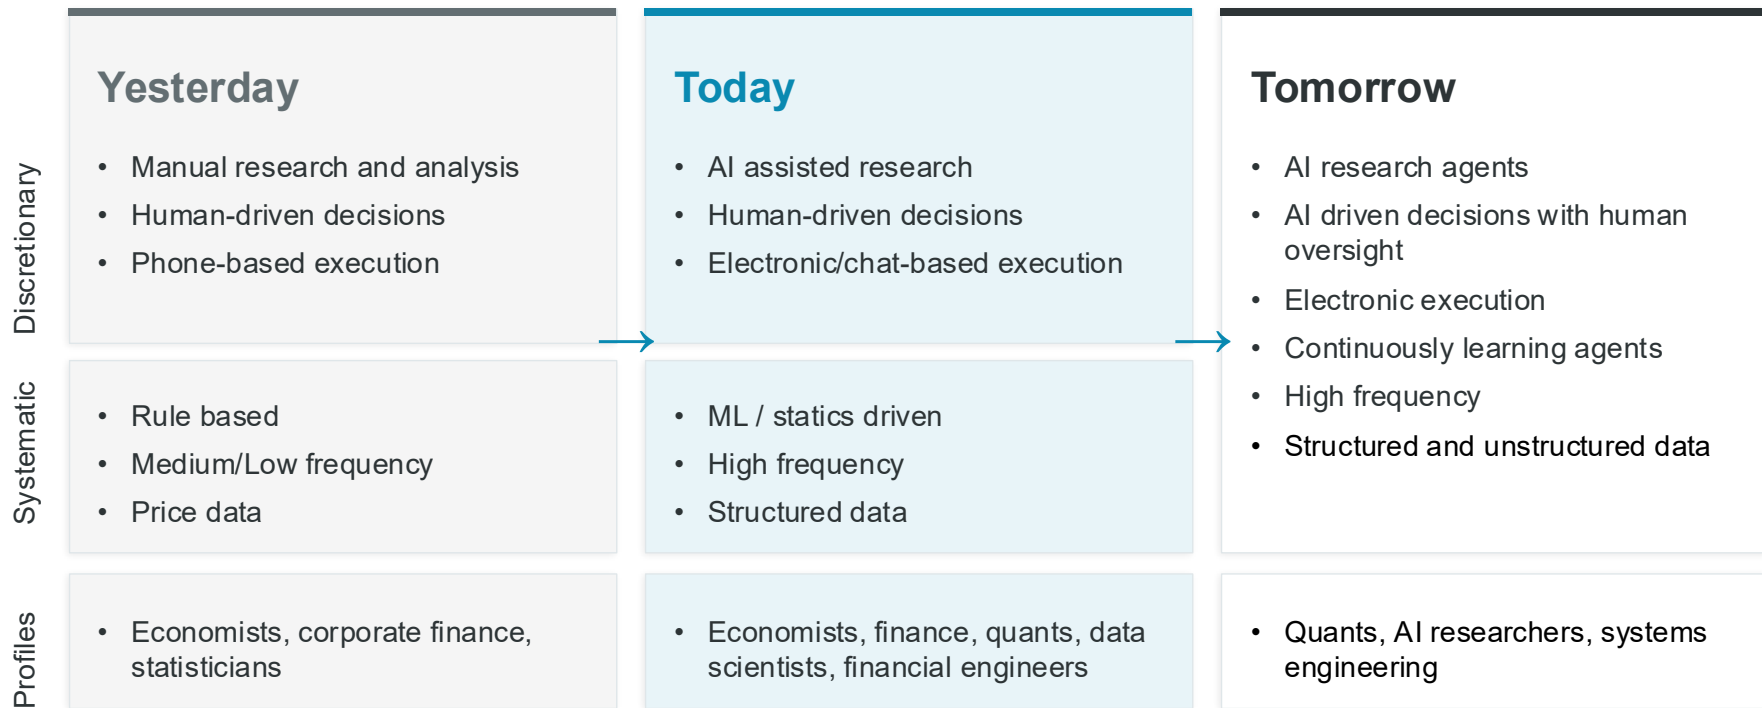 Yesterday
Today
Tomorrow
Discretionary
• Manual research and analysis
• Human-driven decisions
• Phone-based execution
• AI assisted research
• Human-driven decisions
• Electronic/chat-based execution
• AI research agents
• AI driven decisions with human
oversight
• Electronic execution
• Continuously learning agents
• High frequency
• Structured and unstructured data
Systematic
• Rule based
• Medium/Low frequency
• Price data
• ML / statics driven
• High frequency
• Structured data
Profiles
• Economists, corporate finance,
statisticians
• Economists, finance, quants, data
scientists, financial engineers
• Quants, AI researchers, systems
engineering